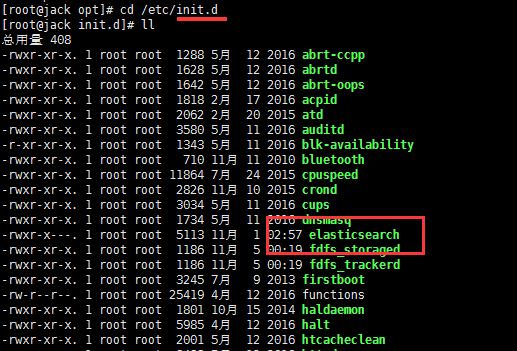 [root@jack opt]# cd /etc/init.d
[root@jack init.d]# ll
总用量 408
-rwxr-xr-x. 1 root root  1288 5月  12 2016 abrt-ccpp
-rwxr-xr-x. 1 root root  1628 5月  12 2016 abrtd
-rwxr-xr-x. 1 root root  1642 5月  12 2016 abrt-oops
-rwxr-xr-x. 1 root root  1818 2月  17 2016 acpid
-rwxr-xr-x. 1 root root  2062 2月  20 2015 atd
-rwxr-xr-x. 1 root root  3580 5月  11 2016 auditd
-r-xr-xr-x. 1 root root  1343 5月  11 2016 blk-availability
-rwxr-xr-x. 1 root root   710 11月 11 2010 bluetooth
-rwxr-xr-x. 1 root root 11864 7月  24 2015 cpuspeed
-rwxr-xr-x. 1 root root  2826 11月 10 2015 crond
-rwxr-xr-x. 1 root root  3034 5月  11 2016 cups
-rwxr-xr-x. 1 root root  1734 5月  11 2016 dnsmasq
-rwxr-x---. 1 root root  5113 11月  1 02:57 elasticsearch
-rwxr-xr-x. 1 root root  1186 11月  5 00:19 fdfs_storaged
-rwxr-xr-x. 1 root root  1186 11月  5 00:19 fdfs_trackerd
-rwxr-xr-x. 1 root root  3245 7月   9 2013 firstboot
-rw-r--r--. 1 root root 25419 4月  12 2016 functions
-rwxr-xr-x. 1 root root  1801 10月 15 2014 haldaemon
-rwxr-xr-x. 1 root root  5985 4月  12 2016 halt
-rwxr-xr-x. 1 root root  2001 5月  12 2016 htcacheclean